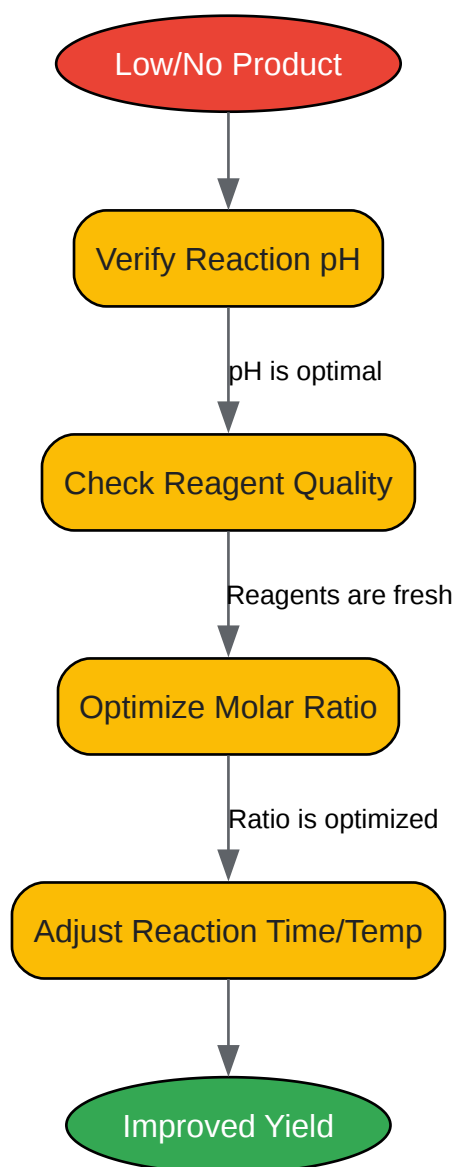 Low/No Product
Verify Reaction pH
pH is optimal
Check Reagent Quality
Reagents are fresh
Optimize Molar Ratio
Ratio is optimized
Adjust Reaction Time/Temp
Improved Yield